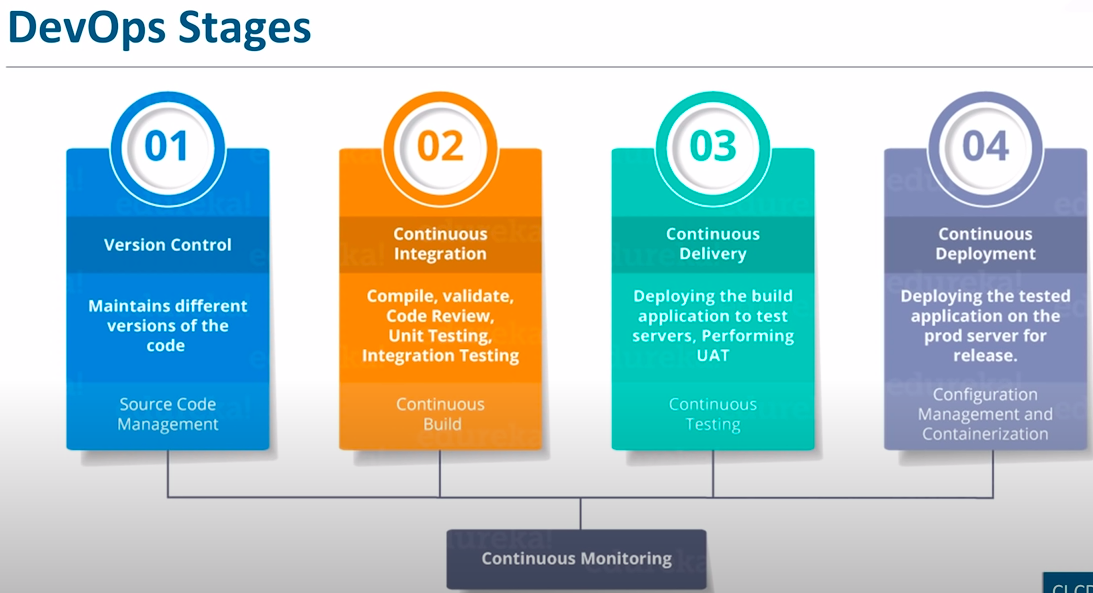 DevOps Stages
01
Version Control
Maintains different
versions of the
code
Source Code
Management
02
Continuous
Integration
Compile, validate,
Code Review,
Unit Testing,
Integration Testing
Continuous
Build
03
Continuous
Delivery
Deploying the build
application to test
servers, Performing
UAT
Continuous
Testing
04
Continuous
Deployment
Deploying the tested
application on the
prod server for
release.
Configuration
Management and
Containerization
Continuous Monitoring
edureka!